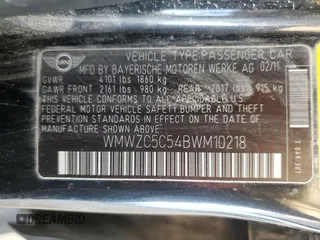 VEHICLE TYPE:PASSENGER CAR
MFD BY BAYERISCHE MOTOREN WERKE AG 02/11
GVWR 4101 lbs 1860 kg
GAWR FRONT 2161 lbs 980 kg REAR 2017 lbs 915 kg
THIS VEHICLE CONFORMS TO ALL APPLICABLE
FEDERAL MOTOR VEHICLE SAFETY,BUMPER AND
THEFT PREVENTION STANDARDS IN EFFECT ON
THE DATE OF MANUFACTURE SHOWN ABOVE.
WMWZC5C54BWM10218
DREAMBID